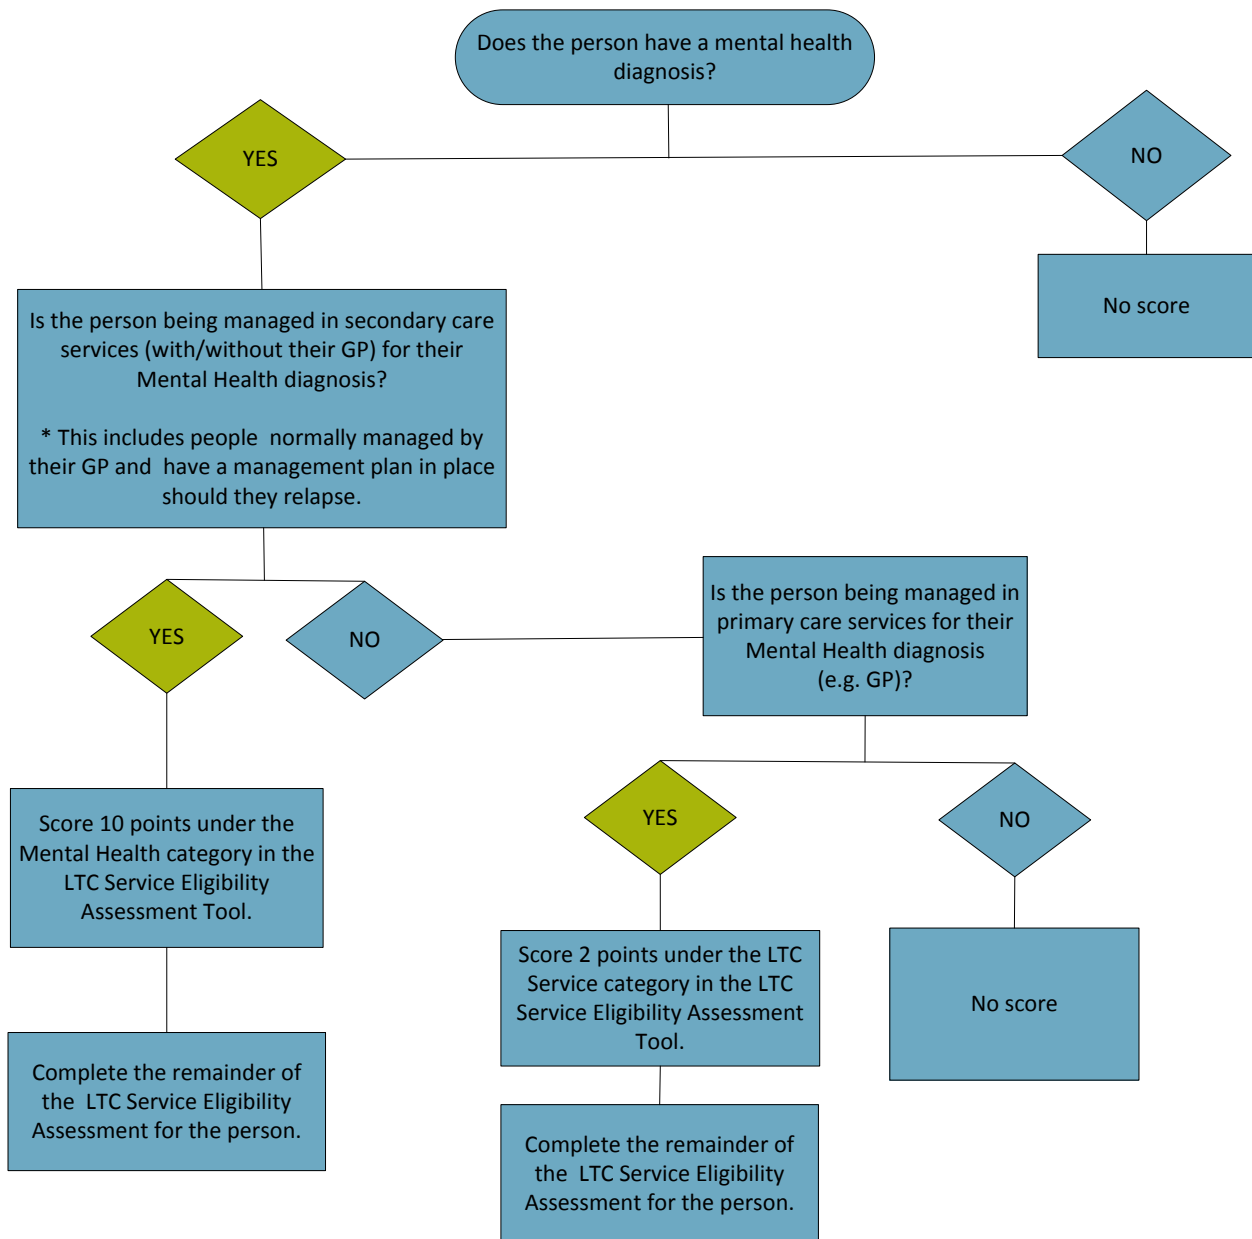 Does the person have a mental health
diagnosis?
YES
NO
No score
Is the person being managed in secondary care
services (with/without their GP) for their
Mental Health diagnosis?
* This includes people  normally managed by
their GP and  have a management plan in place
should they relapse.
YES
NO
Is the person being managed in
primary care services for their
Mental Health diagnosis
(e.g. GP)?
YES
NO
Score 10 points under the
Mental Health category in the
LTC Service Eligibility
Assessment Tool.
Score 2 points under the LTC
Service category in the LTC
Service Eligibility Assessment
Tool.
No score
Complete the remainder of
the  LTC Service Eligibility
Assessment for the person.
Complete the remainder of
the  LTC Service Eligibility
Assessment for the person.